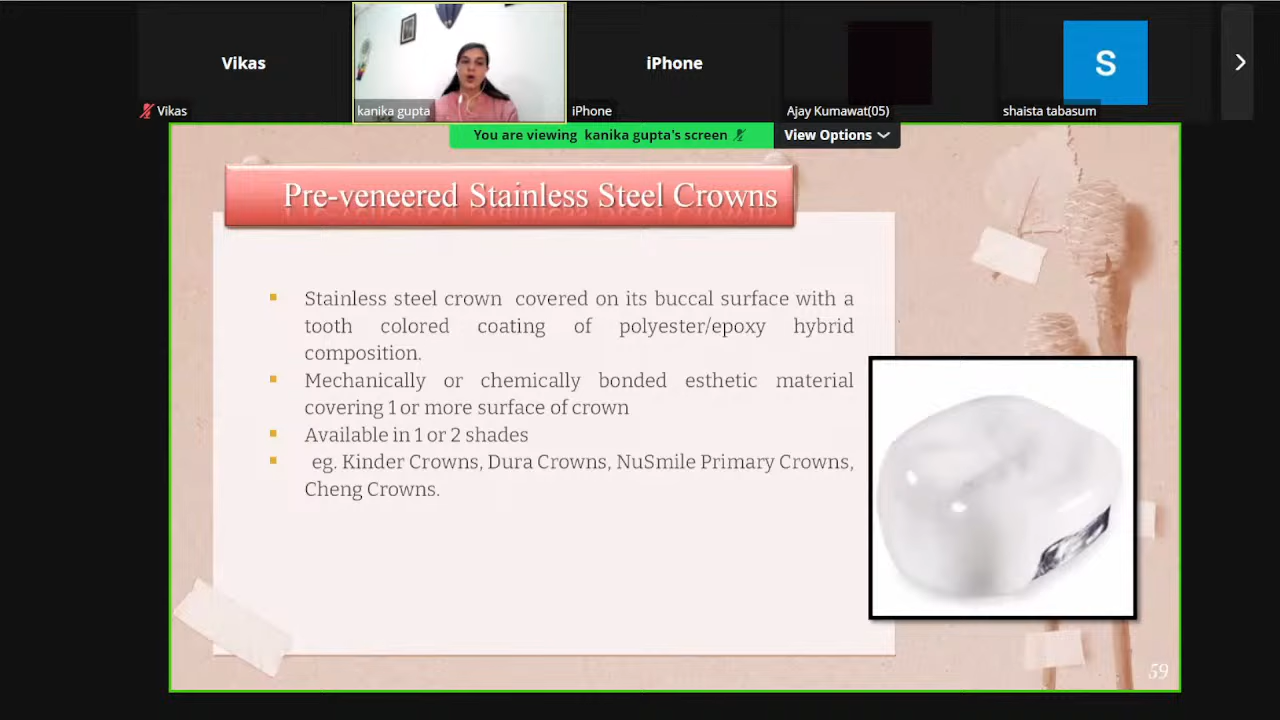 Vikas
iPhone
S
Vikas
kanika gupta
iPhone
Ajay Kumawat(05)
shaista tabasum
You are viewing kanika gupta's screen
View Options
Pre-veneered Stainless Steel Crowns
Stainless steel crown covered on its buccal surface with a
tooth colored coating of polyester/epoxy hybrid
composition.
Mechanically or chemically bonded esthetic material
covering 1 or more surface of crown
Available in 1 or 2 shades
eg. Kinder Crowns, Dura Crowns, NuSmile Primary Crowns,
Cheng Crowns.
59